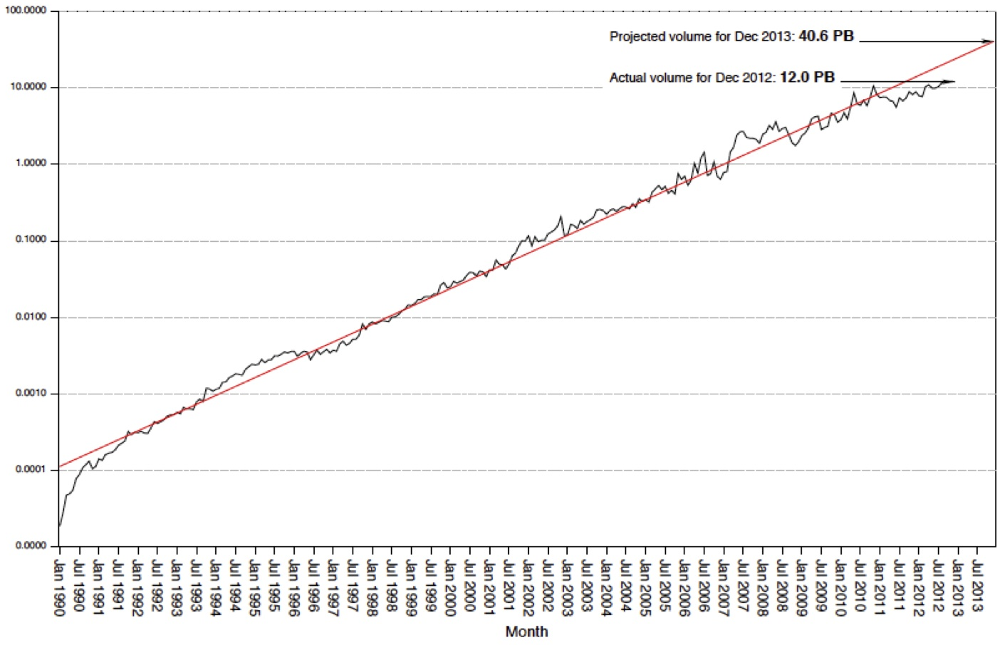 100.0000
Projected volume for Dec 2013: 40.6 PB
Actual volume for Dec 2012: 12.0 PB
10.0000
1.0000
0.1000
0.0100
0.0010
0.0001
0.0000
Jan 1990
Jul 1990
Jan 1991
Jul 1991
Jan 1992
Jul 1992
Jan 1993
Jul 1993
Jan 1994
Jul 1994
Jan 1995
Jul 1995
Jan 1996
Jul 1996
Jan 1997
Jul 1997
Jan 1998
Jul 1998
Jan 1999
Jul 1999
Jan 2000
Jul 2000
Jan 2001
Jul 2001
Jan 2002
Jul 2002
Jan 2003
Jul 2003
Jan 2004
Jul 2004
Jan 2005
Jul 2005
Jan 2006
Jul 2006
Jan 2007
Jul 2007
Jan 2008
Jul 2008
Jan 2009
Jul 2009
Jan 2010
Jul 2010
Jan 2011
Jul 2011
Jan 2012
Jul 2012
Jan 2013
Jul 2013
Month